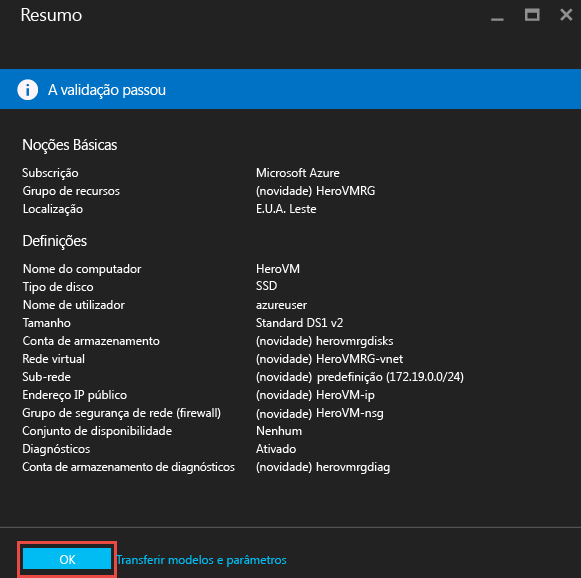 Resumo
A validação passou
Noções Básicas
Subscrição Microsoft Azure
Grupo de recursos (novidade) HeroVMRG
Localização E.U.A. Leste
Definições
Nome do computador HeroVM
Tipo de disco SSD
Nome de utilizador azureuser
Tamanho Standard DS1 v2
Conta de armazenamento (novidade) herovmrgdisks
Rede virtual (novidade) HeroVMRG-vnet
Sub-rede (novidade) predefinição (172.19.0.0/24)
Endereço IP público (novidade) HeroVM-ip
Grupo de segurança de rede (firewall) (novidade) HeroVM-nsg
Conjunto de disponibilidade Nenhum
Diagnósticos Ativado
Conta de armazenamento de diagnósticos (novidade) herovmrgdiag
OK Transferir modelos e parâmetros